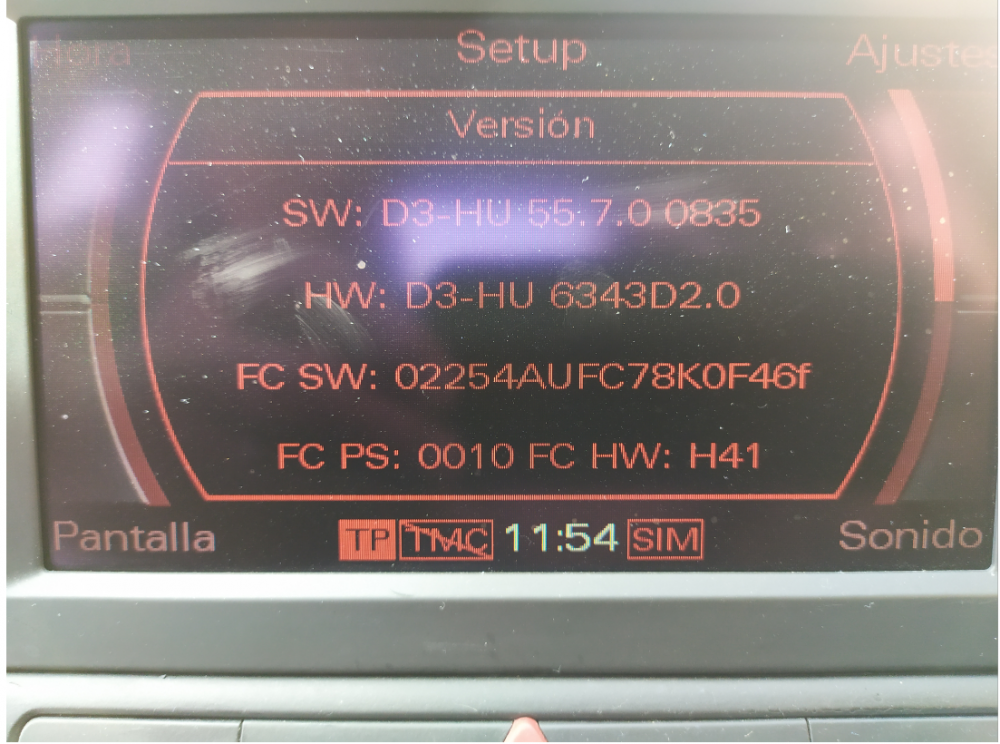 Hora Setup Ajustes
Versión
SW: D3-HU 55.7.0 0835
HW: D3-HU 6343D2.0
FC SW: 02254AUFC78K0F46f
FC PS: 0010 FC HW: H41
Pantalla TP TMC 11:54 SIM Sonido